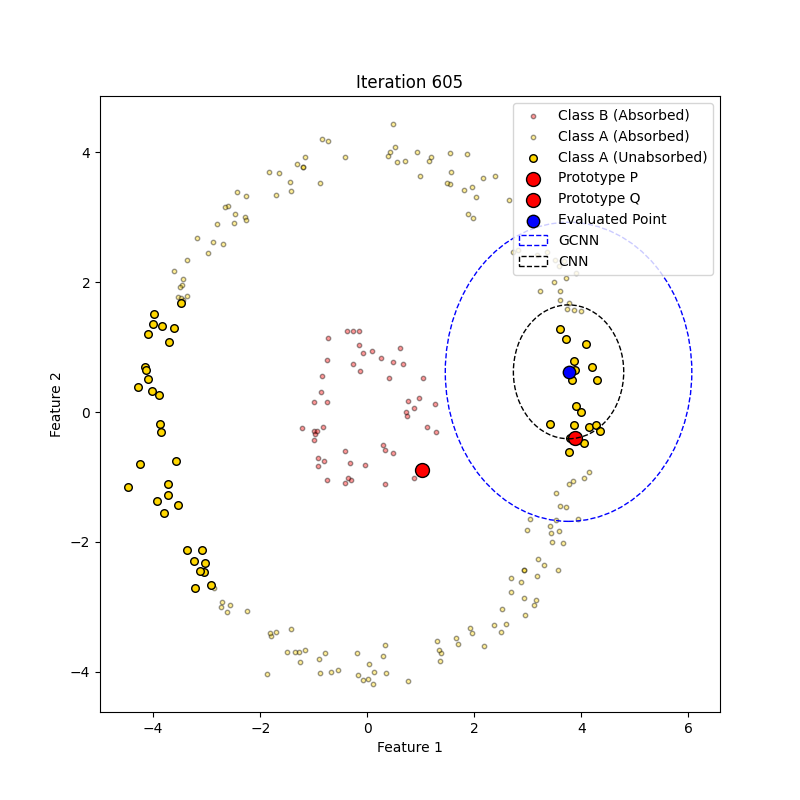 Iteration 605
Class B (Absorbed)
Class A (Absorbed)
Class A (Unabsorbed)
Prototype P
Prototype Q
Evaluated Point
GCNN
CNN
Feature 2
4
2
0
−2
−4
−4
−2
0
2
4
6
Feature 1